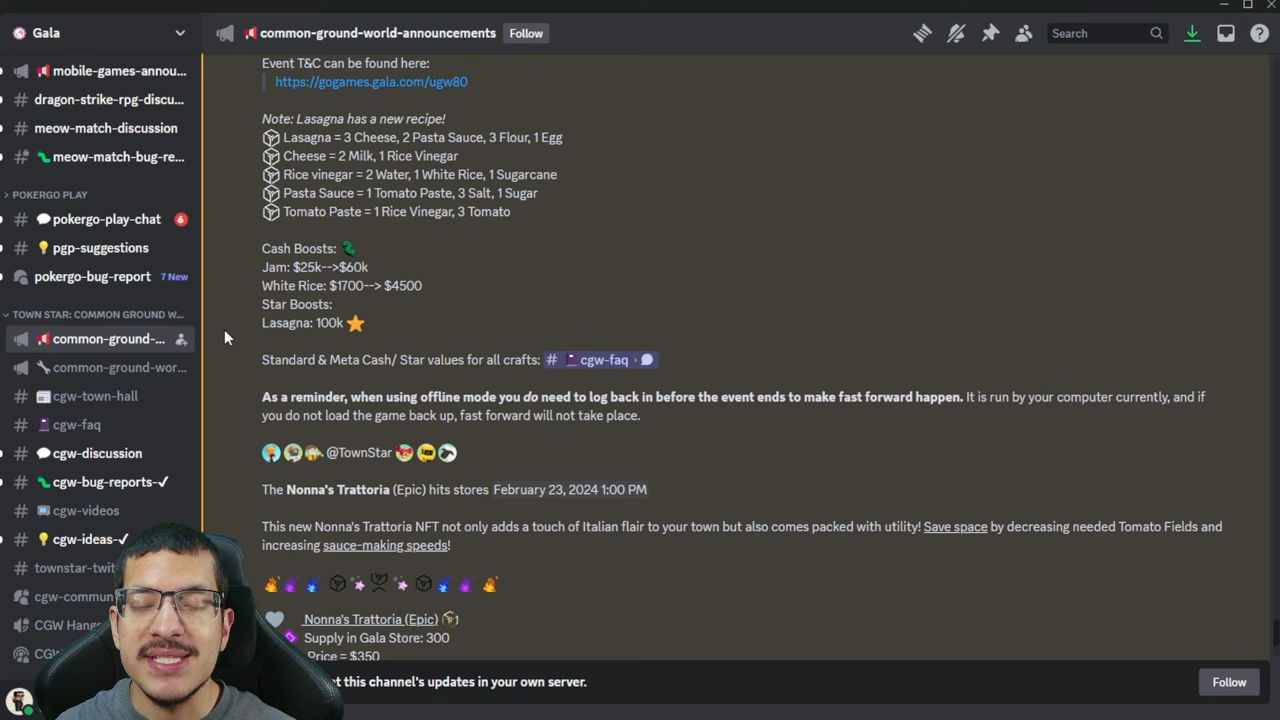 Gala
common-ground-world-announcements
Follow
Search
mobile-games-annou...
dragon-strike-rpg-discu...
meow-match-discussion
meow-match-bug-re...
POKERGO PLAY
pokergo-play-chat
6
pgp-suggestions
pokergo-bug-report
7 New
TOWN STAR: COMMON GROUND W...
common-ground-...
common-ground-wor...
cgw-town-hall
cgw-faq
cgw-discussion
cgw-bug-reports-✓
cgw-videos
cgw-ideas-✓
townstar-twit
cgw-commun
CGW Hang
CGW
Event T&C can be found here:
https://gogames.gala.com/ugw80
Note: Lasagna has a new recipe!
Lasagna = 3 Cheese, 2 Pasta Sauce, 3 Flour, 1 Egg
Cheese = 2 Milk, 1 Rice Vinegar
Rice vinegar = 2 Water, 1 White Rice, 1 Sugarcane
Pasta Sauce = 1 Tomato Paste, 3 Salt, 1 Sugar
Tomato Paste = 1 Rice Vinegar, 3 Tomato
Cash Boosts:
Jam: $25k-->$60k
White Rice: $1700--> $4500
Star Boosts:
Lasagna: 100k
Standard & Meta Cash/ Star values for all crafts: # cgw-faq
As a reminder, when using offline mode you do need to log back in before the event ends to make fast forward happen. It is run by your computer currently, and if
you do not load the game back up, fast forward will not take place.
@TownStar
The Nonna's Trattoria (Epic) hits stores February 23, 2024 1:00 PM
This new Nonna's Trattoria NFT not only adds a touch of Italian flair to your town but also comes packed with utility! Save space by decreasing needed Tomato Fields and
increasing sauce-making speeds!
Nonna's Trattoria (Epic)
Supply in Gala Store: 300
Price = $350
t this channel's updates in your own server.
Follow